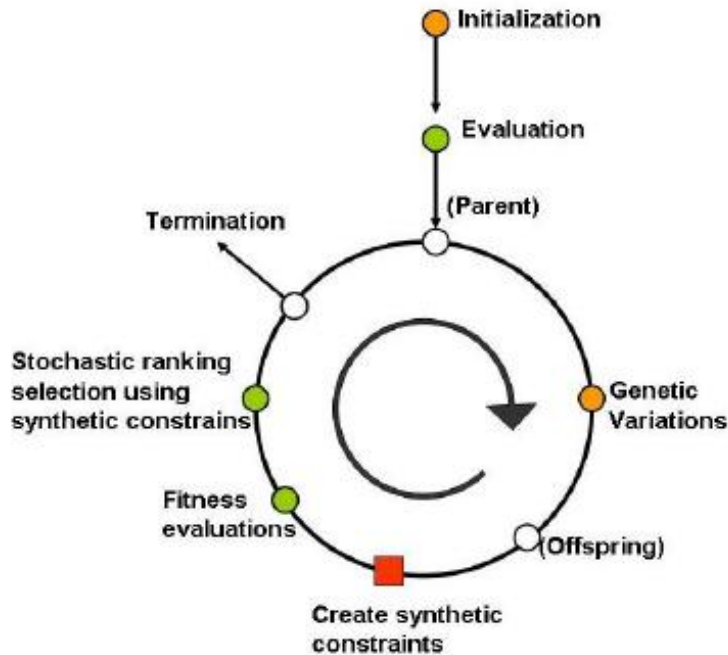 Initialization
Evaluation
(Parent)
Termination
Stochastic ranking
selection using
synthetic constrains
Genetic
Variations
Fitness
evaluations
(Offspring)
Create synthetic
constraints